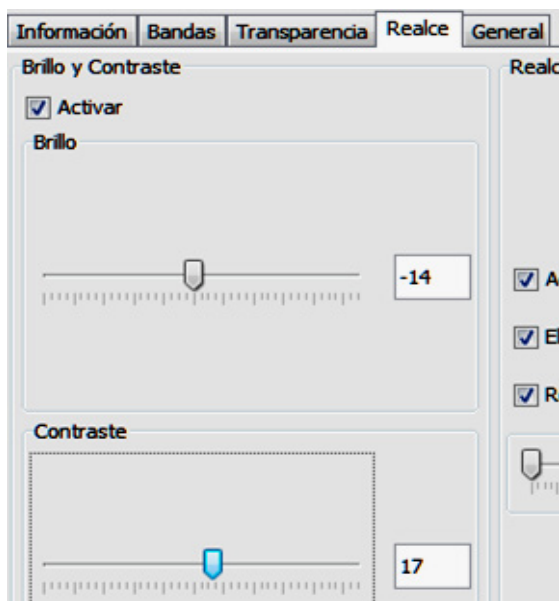 Información Bandas Transparencia Realce General
Brillo y Contraste
Activar
Brillo
-14
Contraste
17